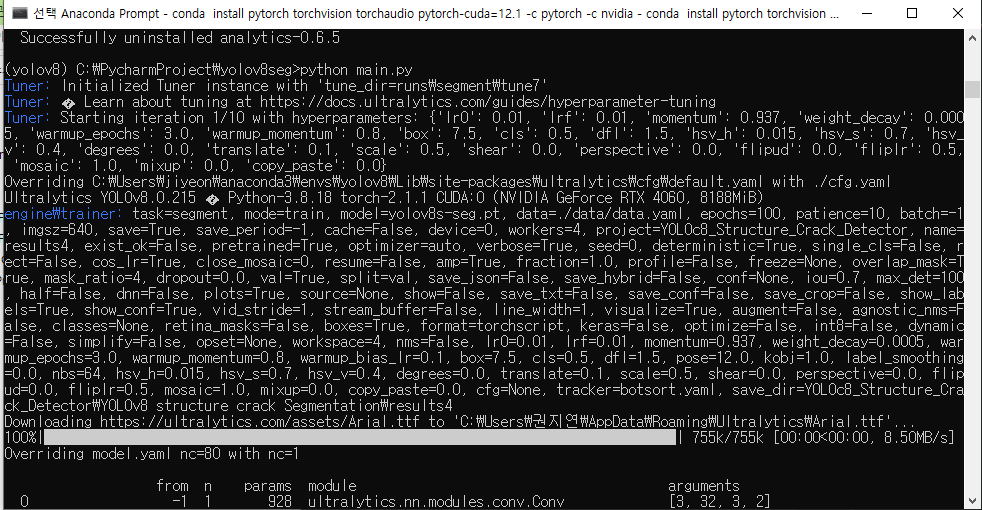 선택 Anaconda Prompt - conda  install pytorch torchvision torchaudio pytorch-cuda=12.1 -c pytorch -c nvidia - conda  install pytorch torchvision ...
  Successfully uninstalled analytics-0.6.5
(yolov8) C:\PycharmProject\yolov8seg>python main.py
Tuner: Initialized Tuner instance with 'tune_dir=runs\segment\tune7'
Tuner: � Learn about tuning at https://docs.ultralytics.com/guides/hyperparameter-tuning
Tuner: Starting iteration 1/10 with hyperparameters: {'lr0': 0.01, 'lrf': 0.01, 'momentum': 0.937, 'weight_decay': 0.000
5, 'warmup_epochs': 3.0, 'warmup_momentum': 0.8, 'box': 7.5, 'cls': 0.5, 'dfl': 1.5, 'hsv_h': 0.015, 'hsv_s': 0.7, 'hsv_
v': 0.4, 'degrees': 0.0, 'translate': 0.1, 'scale': 0.5, 'shear': 0.0, 'perspective': 0.0, 'flipud': 0.0, 'fliplr': 0.5,
 'mosaic': 1.0, 'mixup': 0.0, 'copy_paste': 0.0}
Overriding C:\Users\jiyeon\anaconda3\envs\yolov8\Lib\site-packages\ultralytics\cfg\default.yaml with ./cfg.yaml
Ultralytics YOLOv8.0.215 � Python-3.8.18 torch-2.1.1 CUDA:0 (NVIDIA GeForce RTX 4060, 8188MiB)
engine\trainer: task=segment, mode=train, model=yolov8s-seg.pt, data=./data/data.yaml, epochs=100, patience=10, batch=-1
, imgsz=640, save=True, save_period=-1, cache=False, device=0, workers=4, project=YOLOc8_Structure_Crack_Detector, name=
results4, exist_ok=False, pretrained=True, optimizer=auto, verbose=True, seed=0, deterministic=True, single_cls=False, r
ect=False, cos_lr=True, close_mosaic=0, resume=False, amp=True, fraction=1.0, profile=False, freeze=None, overlap_mask=T
rue, mask_ratio=4, dropout=0.0, val=True, split=val, save_json=False, save_hybrid=False, conf=None, iou=0.7, max_det=100
, half=False, dnn=False, plots=True, source=None, show=False, save_txt=False, save_conf=False, save_crop=False, show_lab
els=True, show_conf=True, vid_stride=1, stream_buffer=False, line_width=1, visualize=True, augment=False, agnostic_nms=F
alse, classes=None, retina_masks=False, boxes=True, format=torchscript, keras=False, optimize=False, int8=False, dynamic
=False, simplify=False, opset=None, workspace=4, nms=False, lr0=0.01, lrf=0.01, momentum=0.937, weight_decay=0.0005, war
mup_epochs=3.0, warmup_momentum=0.8, warmup_bias_lr=0.1, box=7.5, cls=0.5, dfl=1.5, pose=12.0, kobj=1.0, label_smoothing
=0.0, nbs=64, hsv_h=0.015, hsv_s=0.7, hsv_v=0.4, degrees=0.0, translate=0.1, scale=0.5, shear=0.0, perspective=0.0, flip
ud=0.0, fliplr=0.5, mosaic=1.0, mixup=0.0, copy_paste=0.0, cfg=None, tracker=botsort.yaml, save_dir=YOLOc8_Structure_Cra
ck_Detector\YOLOv8 structure crack Segmentation\results4
Downloading https://ultralytics.com/assets/Arial.ttf to 'C:\Users\권지연\AppData\Roaming\Ultralytics\Arial.ttf'...
100%| | 755k/755k [00:00<00:00, 8.50MB/s]
Overriding model.yaml nc=80 with nc=1
from  n    params  module                                       arguments
  0                  -1  1       928  ultralytics.nn.modules.conv.Conv             [3, 32, 3, 2]